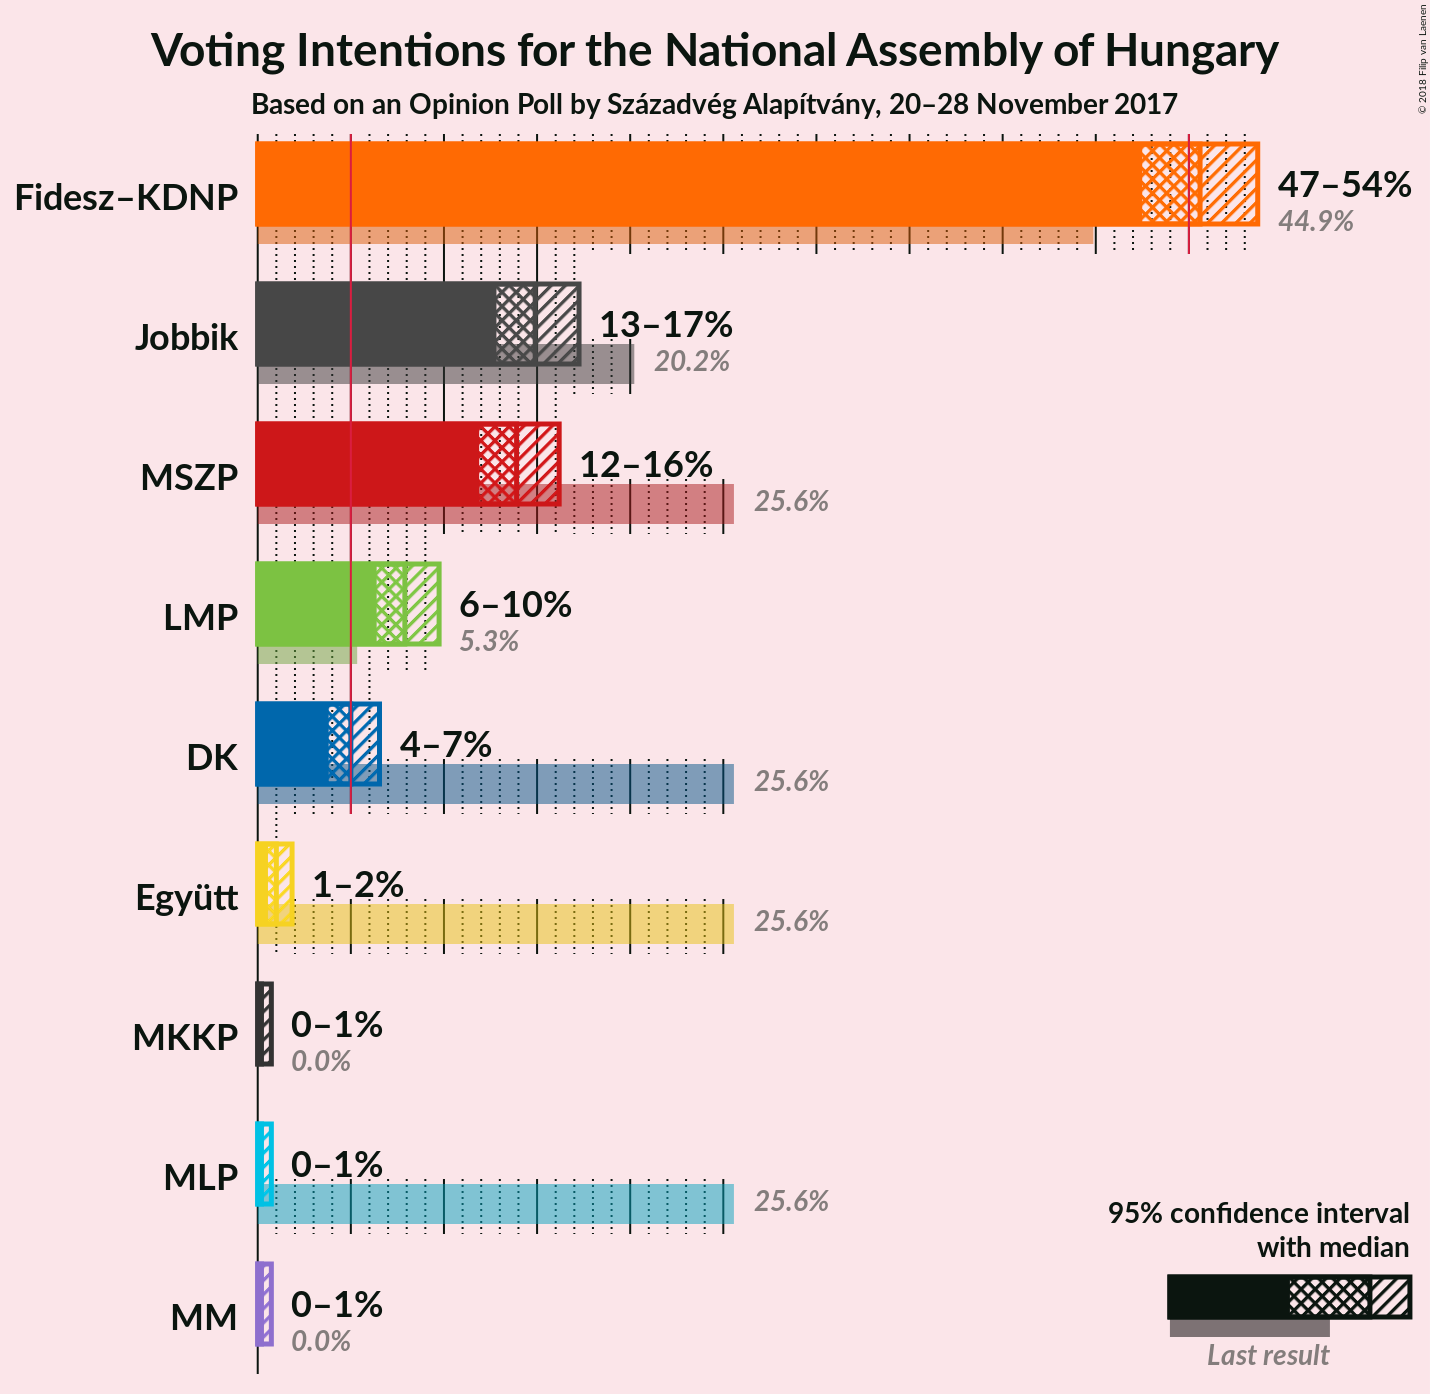 Voting Intentions for the National Assembly of Hungary
Based on an Opinion Poll by Századvég Alapítvány, 20–28 November 2017
© 2018 Filip van Laenen
Fidesz–KDNP
47–54%
44.9%
Jobbik
13–17%
20.2%
MSZP
12–16%
25.6%
LMP
6–10%
5.3%
DK
4–7%
25.6%
Együtt
1–2%
25.6%
MKKP
0–1%
0.0%
MLP
0–1%
25.6%
MM
0–1%
0.0%
95% confidence interval
with median
Last result